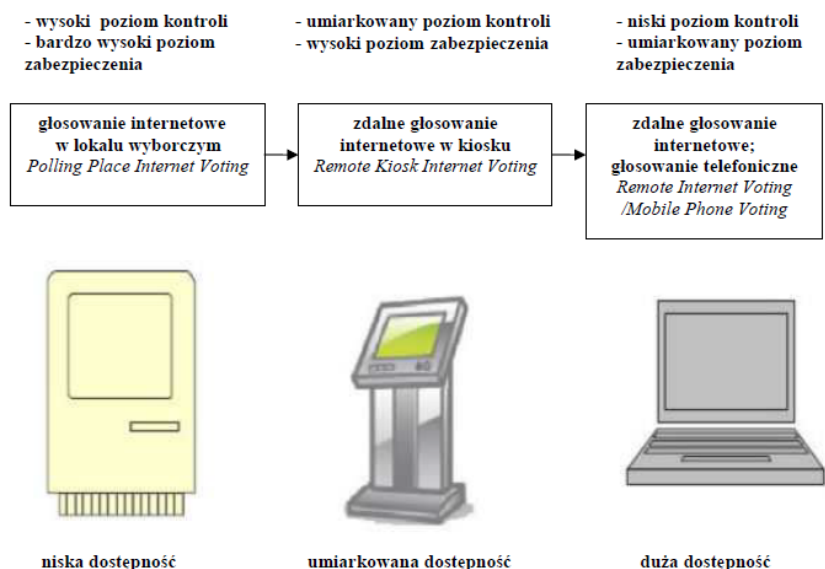 - wysoki poziom kontroli
- bardzo wysoki poziom
zabezpieczenia
- umiarkowany poziom kontroli
- wysoki poziom zabezpieczenia
- niski poziom kontroli
- umiarkowany poziom
zabezpieczenia
głosowanie internetowe
w lokalu wyborczym
Polling Place Internet Voting
zdalne głosowanie
internetowe w kiosku
Remote Kiosk Internet Voting
zdalne głosowanie
internetowe;
głosowanie telefoniczne
Remote Internet Voting
/Mobile Phone Voting
niska dostępność
umiarkowana dostępność
duża dostępność